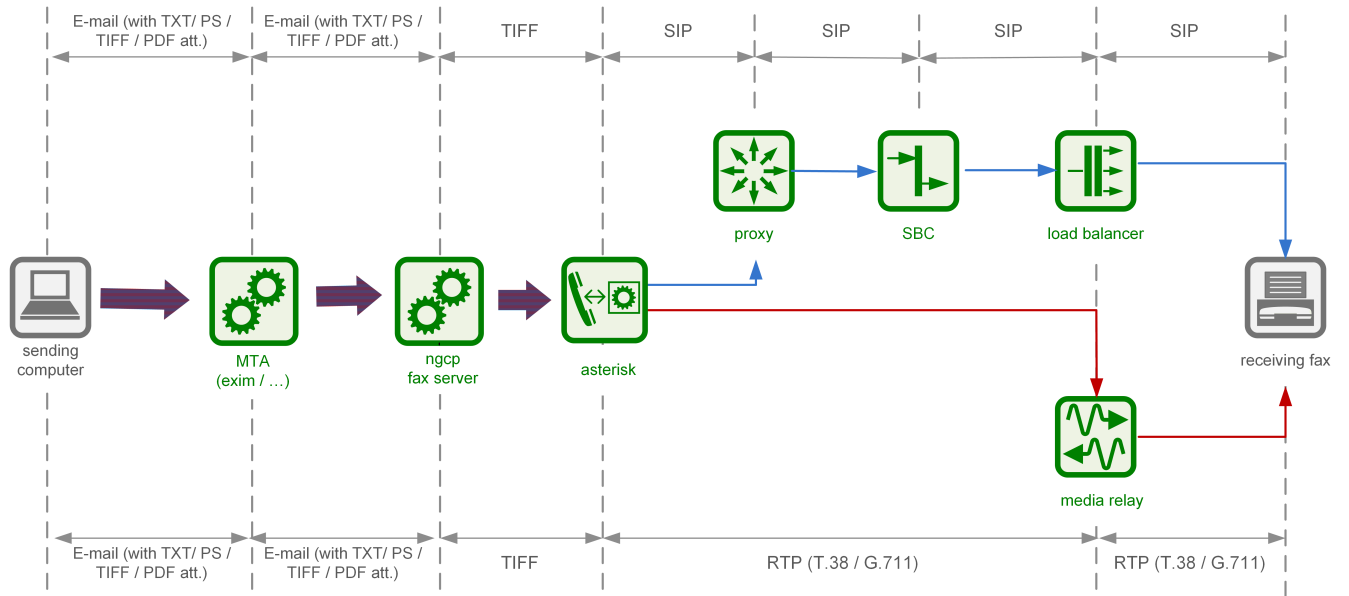 E-mail (with TXT/ PS /
TIFF / PDF att.)
E-mail (with TXT/ PS /
TIFF / PDF att.)
TIFF
SIP
SIP
SIP
SIP
proxy
SBC
load balancer
sending
computer
MTA
(exim / …)
ngcp
fax server
asterisk
receiving fax
media relay
E-mail (with TXT/ PS /
TIFF / PDF att.)
E-mail (with TXT/ PS /
TIFF / PDF att.)
TIFF
RTP (T.38 / G.711)
RTP (T.38 / G.711)